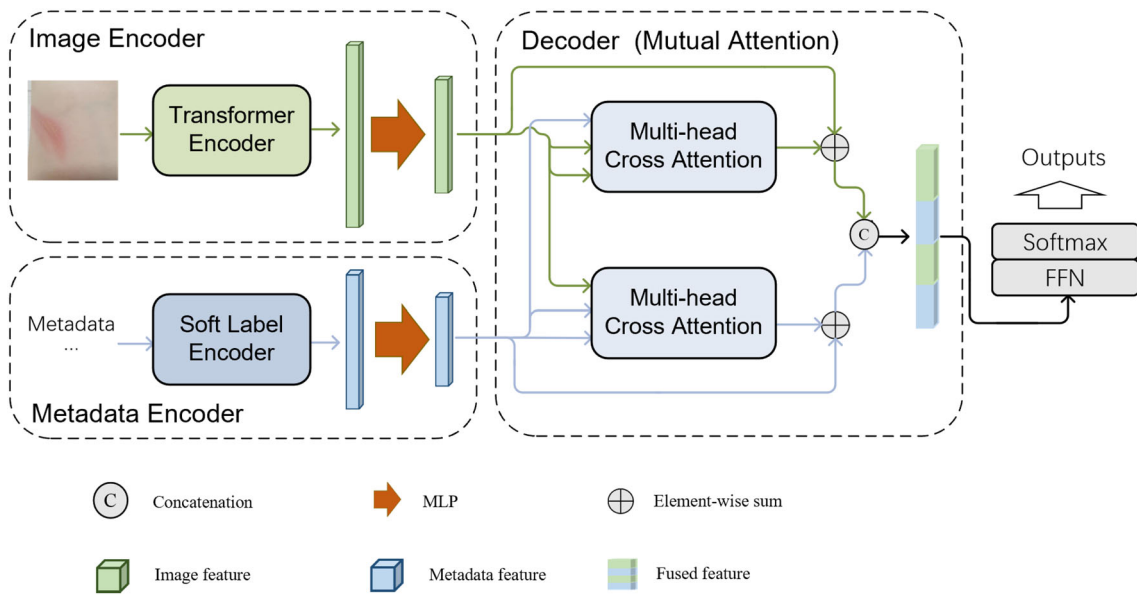 Image Encoder
Transformer
Encoder
Decoder (Mutual Attention)
Multi-head
Cross Attention
Outputs
Softmax
FFN
C
Multi-head
Cross Attention
Metadata
...
Soft Label
Encoder
Metadata Encoder
C
Concatenation
MLP
Element-wise sum
Image feature
Metadata feature
Fused feature